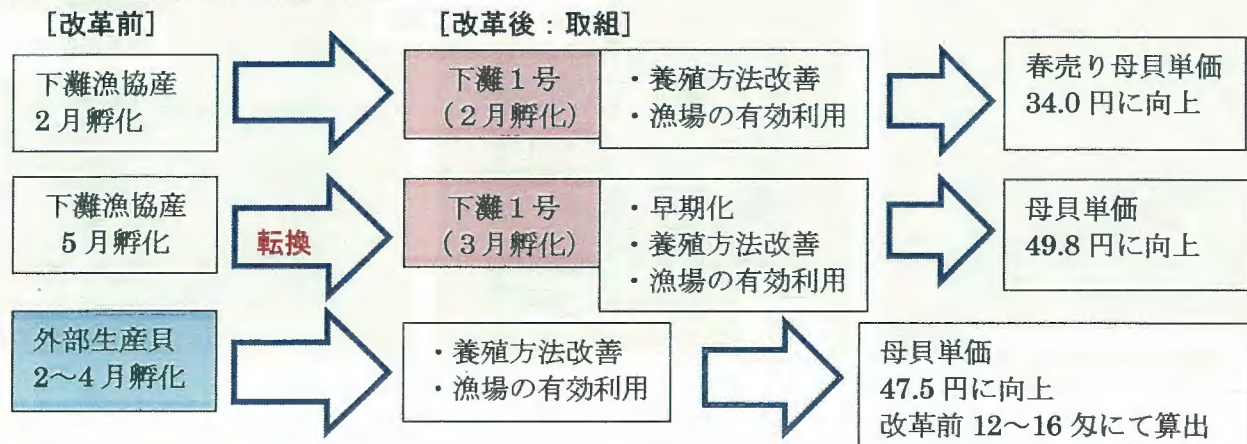 [改革前]
[改革後：取組]
下灘漁協産
2月孵化
下灘1号
(2月孵化)
・養殖方法改善
・漁場の有効利用
春売り母貝単価
34.0円に向上
下灘漁協産
5月孵化
転換
下灘1号
(3月孵化)
・早期化
・養殖方法改善
・漁場の有効利用
母貝単価
49.8円に向上
外部生産貝
2～4月孵化
・養殖方法改善
・漁場の有効利用
母貝単価
47.5円に向上
改革前12～16匁にて算出